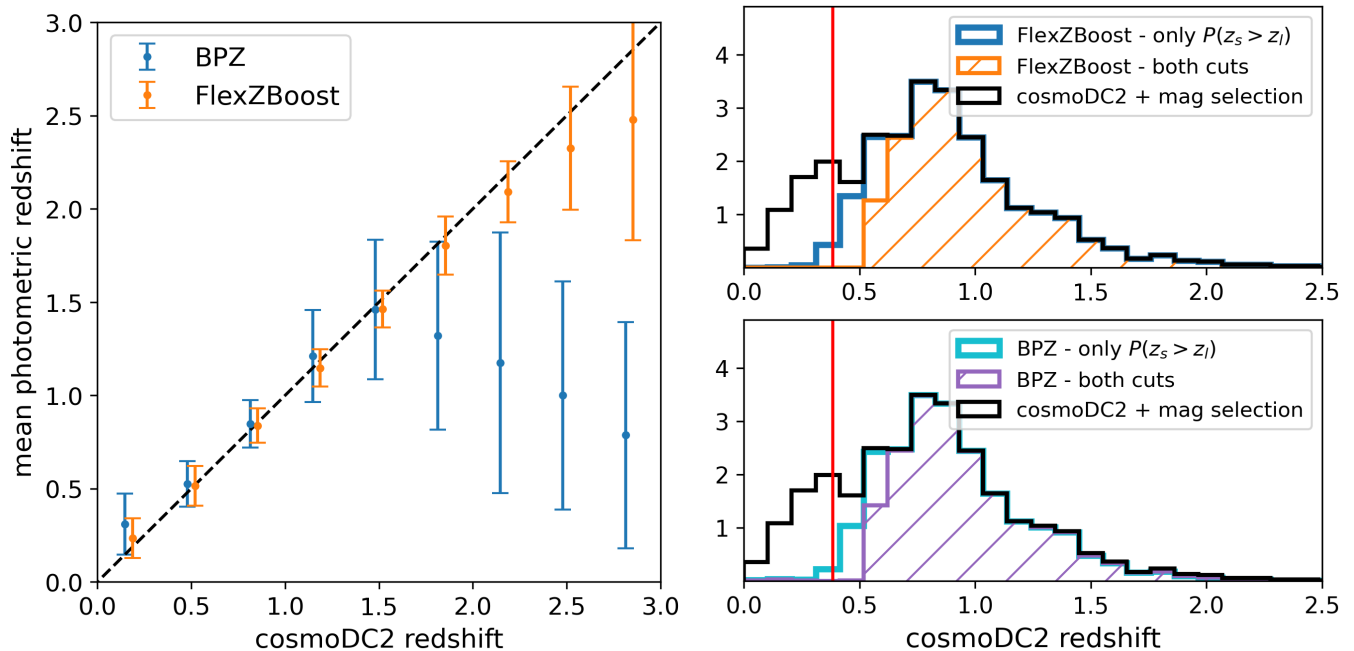 3.0
2.5
2.0
1.5
1.0
0.5
0.0
mean photometric redshift
BPZ
FlexZBoost
0.0 0.5 1.0 1.5 2.0 2.5 3.0
cosmoDC2 redshift
4
3
2
1
FlexZBoost - only P(z_s > z_l)
FlexZBoost - both cuts
cosmoDC2 + mag selection
0.0 0.5 1.0 1.5 2.0 2.5
4
3
2
1
BPZ - only P(z_s > z_l)
BPZ - both cuts
cosmoDC2 + mag selection
0.0 0.5 1.0 1.5 2.0 2.5
cosmoDC2 redshift